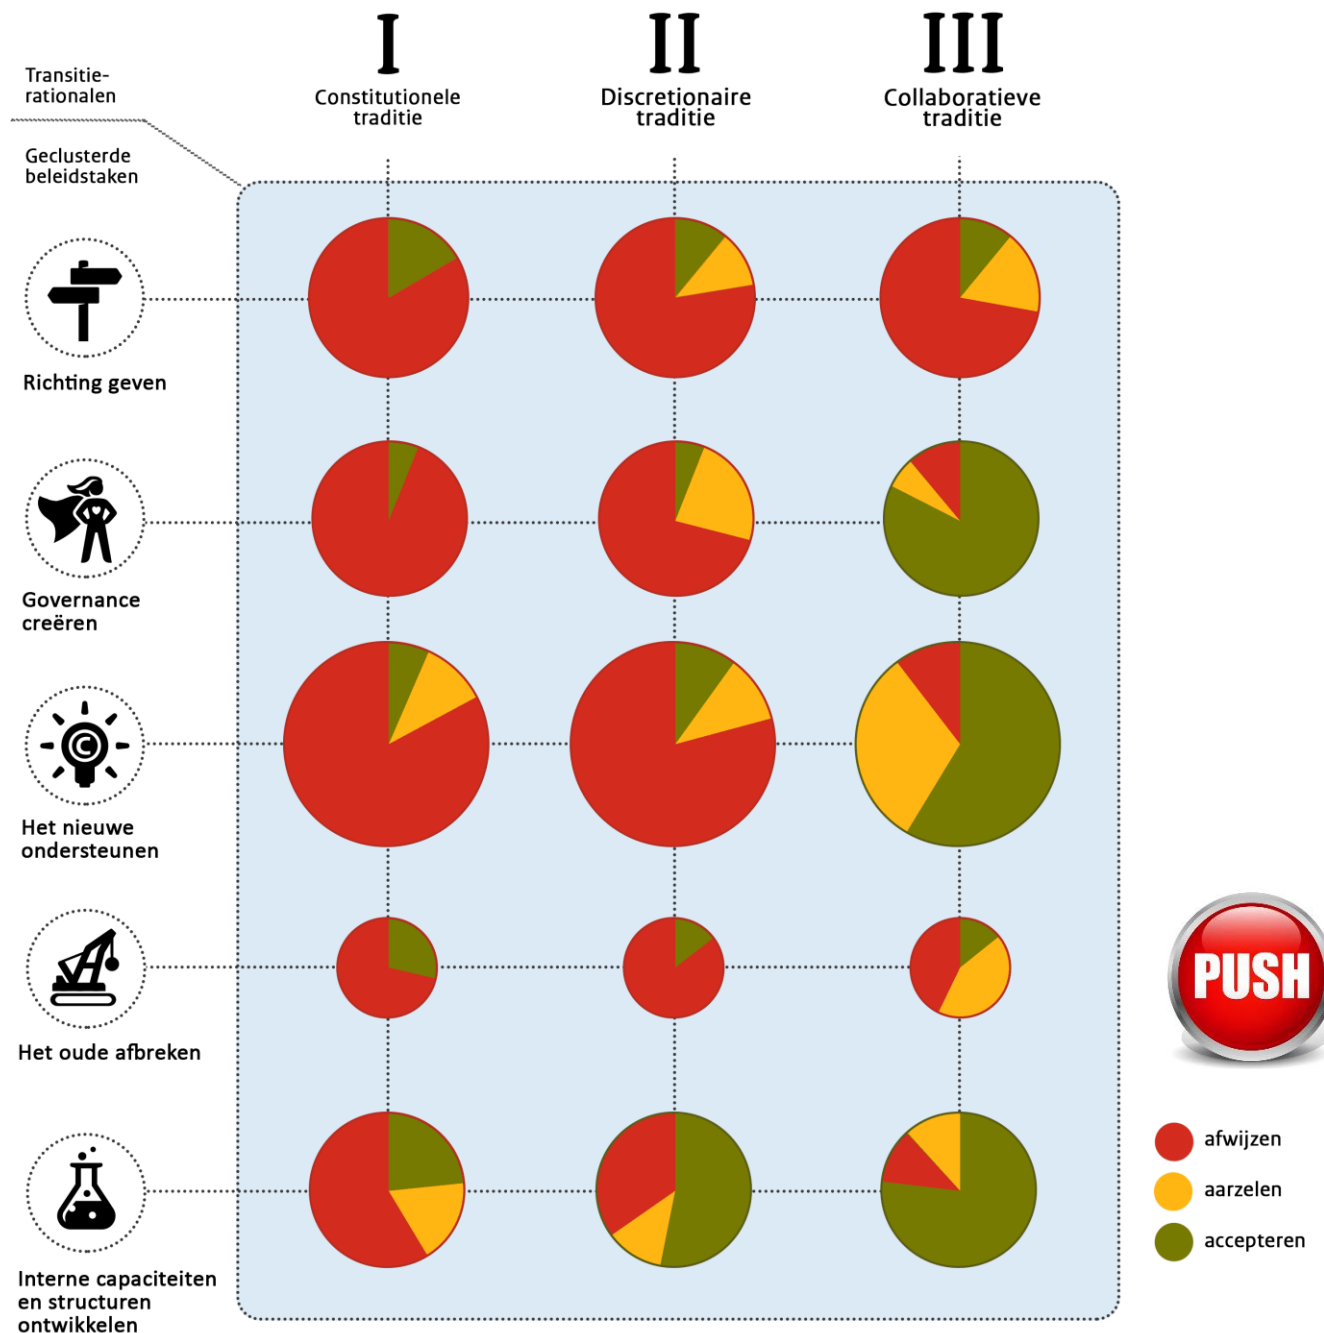 I
II
III
Transitie-
rationalen
Constitutionele
traditie
Discretionaire
traditie
Collaboratieve
traditie
Geclusterde
beleidstaken
Richting geven
Governance
creëren
C
Het nieuwe
ondersteunen
Het oude afbreken
PUSH
afwijzen
aarzelen
accepteren
Interne capaciteiten
en structuren
ontwikkelen